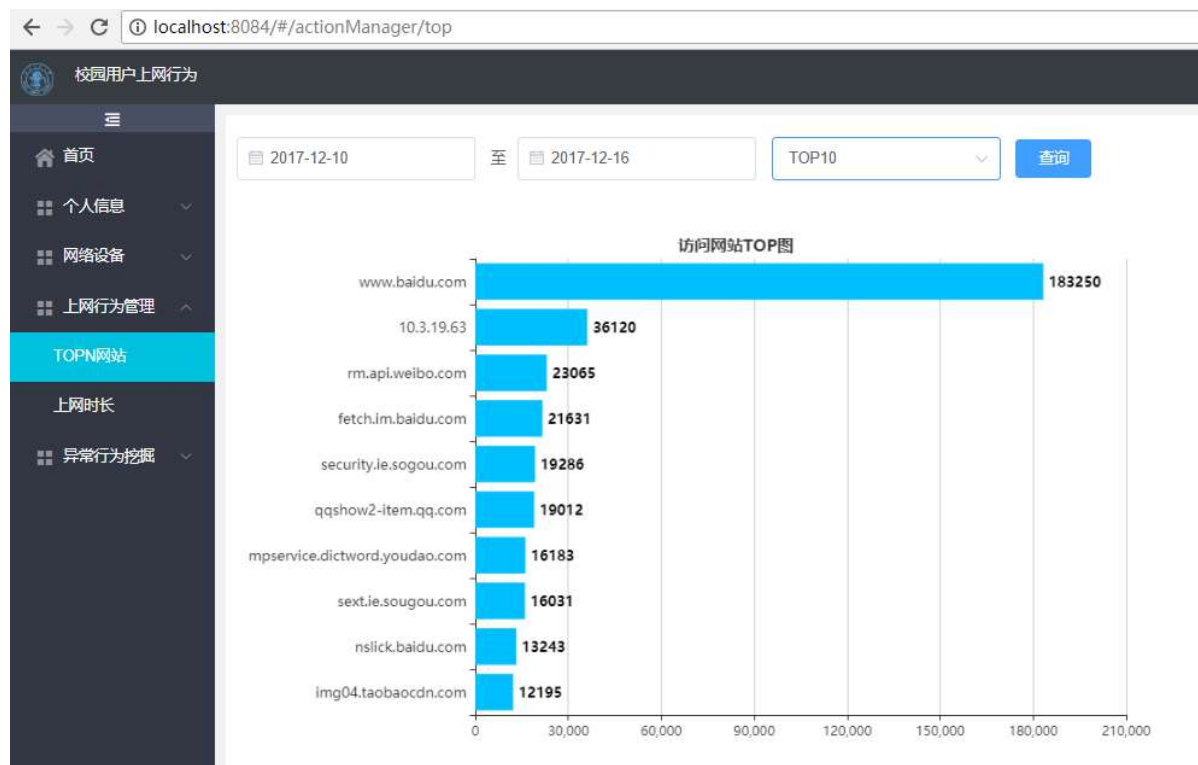 localhost:8084/#/actionManager/top
校园用户上网行为
首页
个人信息
网络设备
上网行为管理
TOPN网站
上网时长
异常行为挖掘
2017-12-10 至 2017-12-16 TOP10 查询
访问网站TOP图
www.baidu.com 183250
10.3.19.63 36120
rm.api.weibo.com 23065
fetch.im.baidu.com 21631
security.ie.sogou.com 19286
qqshow2-item.qq.com 19012
mpservice.dictword.youdao.com 16183
sext.ie.sougou.com 16031
nslick.baidu.com 13243
img04.taobaocdn.com 12195
0 30,000 60,000 90,000 120,000 150,000 180,000 210,000